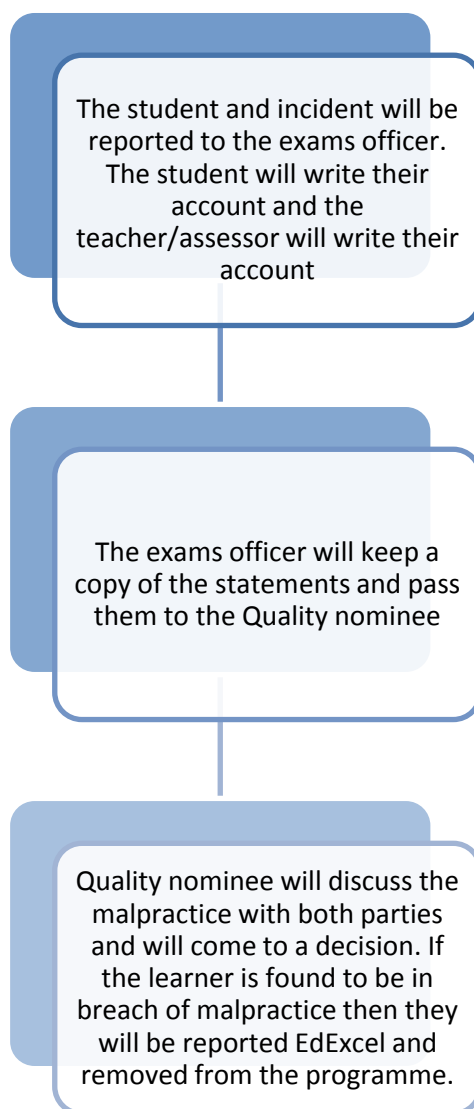 The student and incident will be
reported to the exams officer.
The student will write their
account and the
teacher/assessor will write their
account
The exams officer will keep a
copy of the statements and pass
them to the Quality nominee
Quality nominee will discuss the
malpractice with both parties
and will come to a decision. If
the learner is found to be in
breach of malpractice then they
will be reported EdExcel and
removed from the programme.